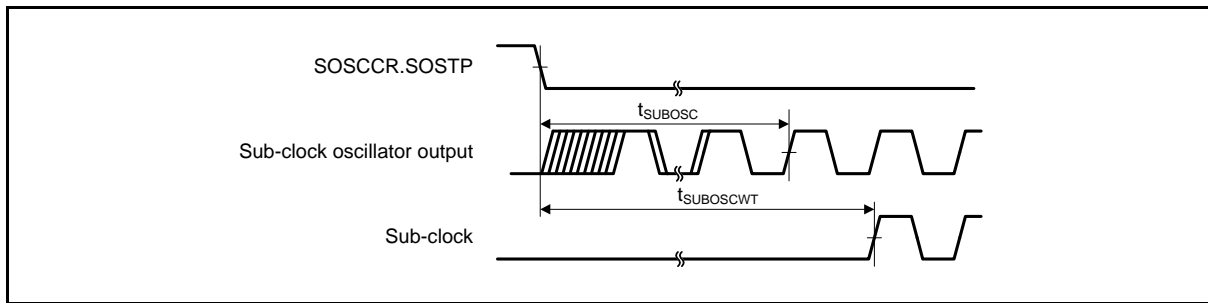 SOSCCR.SOSTP
tSUBOSC
Sub-clock oscillator output
tSUBOSCWT
Sub-clock